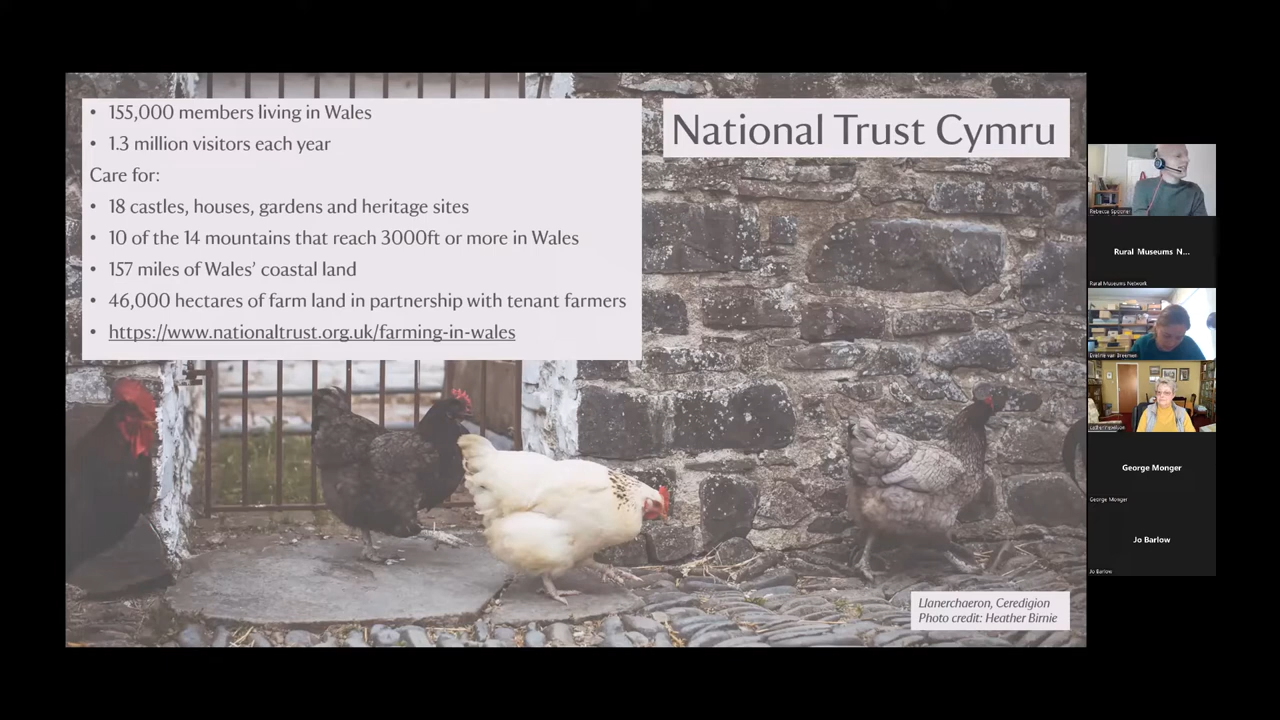 • 155,000 members living in Wales
• 1.3 million visitors each year
Care for:
• 18 castles, houses, gardens and heritage sites
• 10 of the 14 mountains that reach 3000ft or more in Wales
• 157 miles of Wales’ coastal land
• 46,000 hectares of farm land in partnership with tenant farmers
• https://www.nationaltrust.org.uk/farming-in-wales
National Trust Cymru
Llanerchaeron, Ceredigion
Photo credit: Heather Birnie
Rebecca Spooner
Rural Museums N...
Rural Museums Network
George Monger
George Monger
Jo Barlow
Jo Barlow